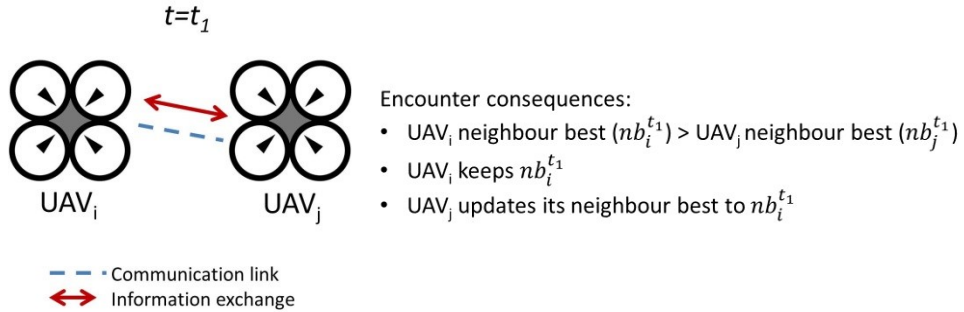 t=t₁
Encounter consequences:
• UAVᵢ neighbour best (nbᵢᵗ¹) > UAVⱼ neighbour best (nbⱼᵗ¹)
• UAVᵢ keeps nbᵢᵗ¹
• UAVⱼ updates its neighbour best to nbᵢᵗ¹
UAVᵢ
UAVⱼ
Communication link
Information exchange